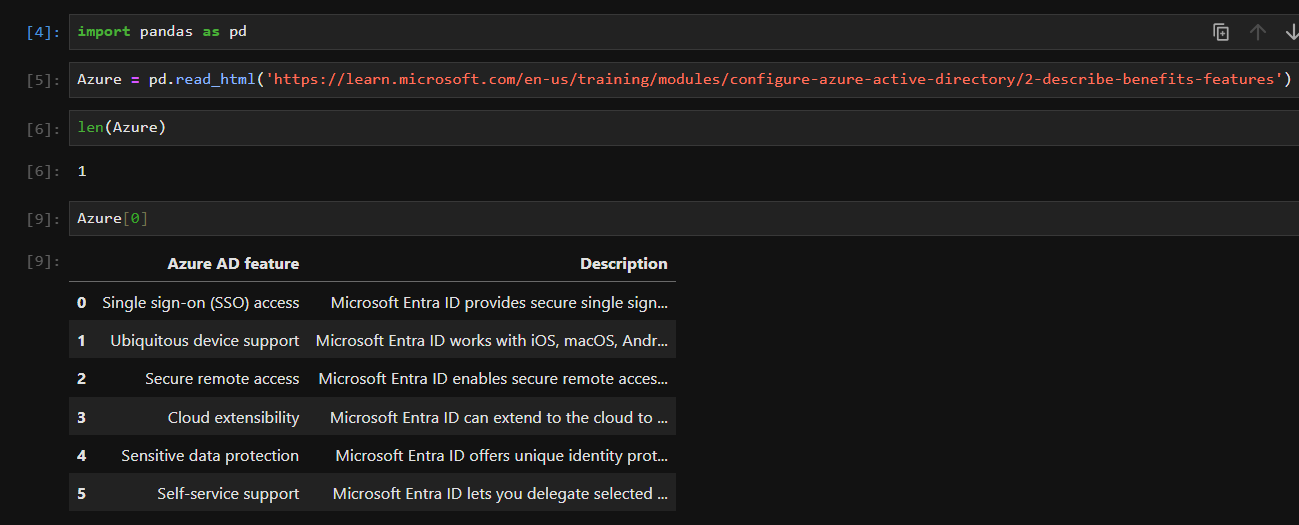 [4]: import pandas as pd
[5]: Azure = pd.read_html('https://learn.microsoft.com/en-us/training/modules/configure-azure-active-directory/2-describe-benefits-features')
[6]: len(Azure)
[6]: 1
[9]: Azure[0]
[9]: Azure AD feature Description
0 Single sign-on (SSO) access Microsoft Entra ID provides secure single sign...
1 Ubiquitous device support Microsoft Entra ID works with iOS, macOS, Andr...
2 Secure remote access Microsoft Entra ID enables secure remote acces...
3 Cloud extensibility Microsoft Entra ID can extend to the cloud to ...
4 Sensitive data protection Microsoft Entra ID offers unique identity prot...
5 Self-service support Microsoft Entra ID lets you delegate selected ...